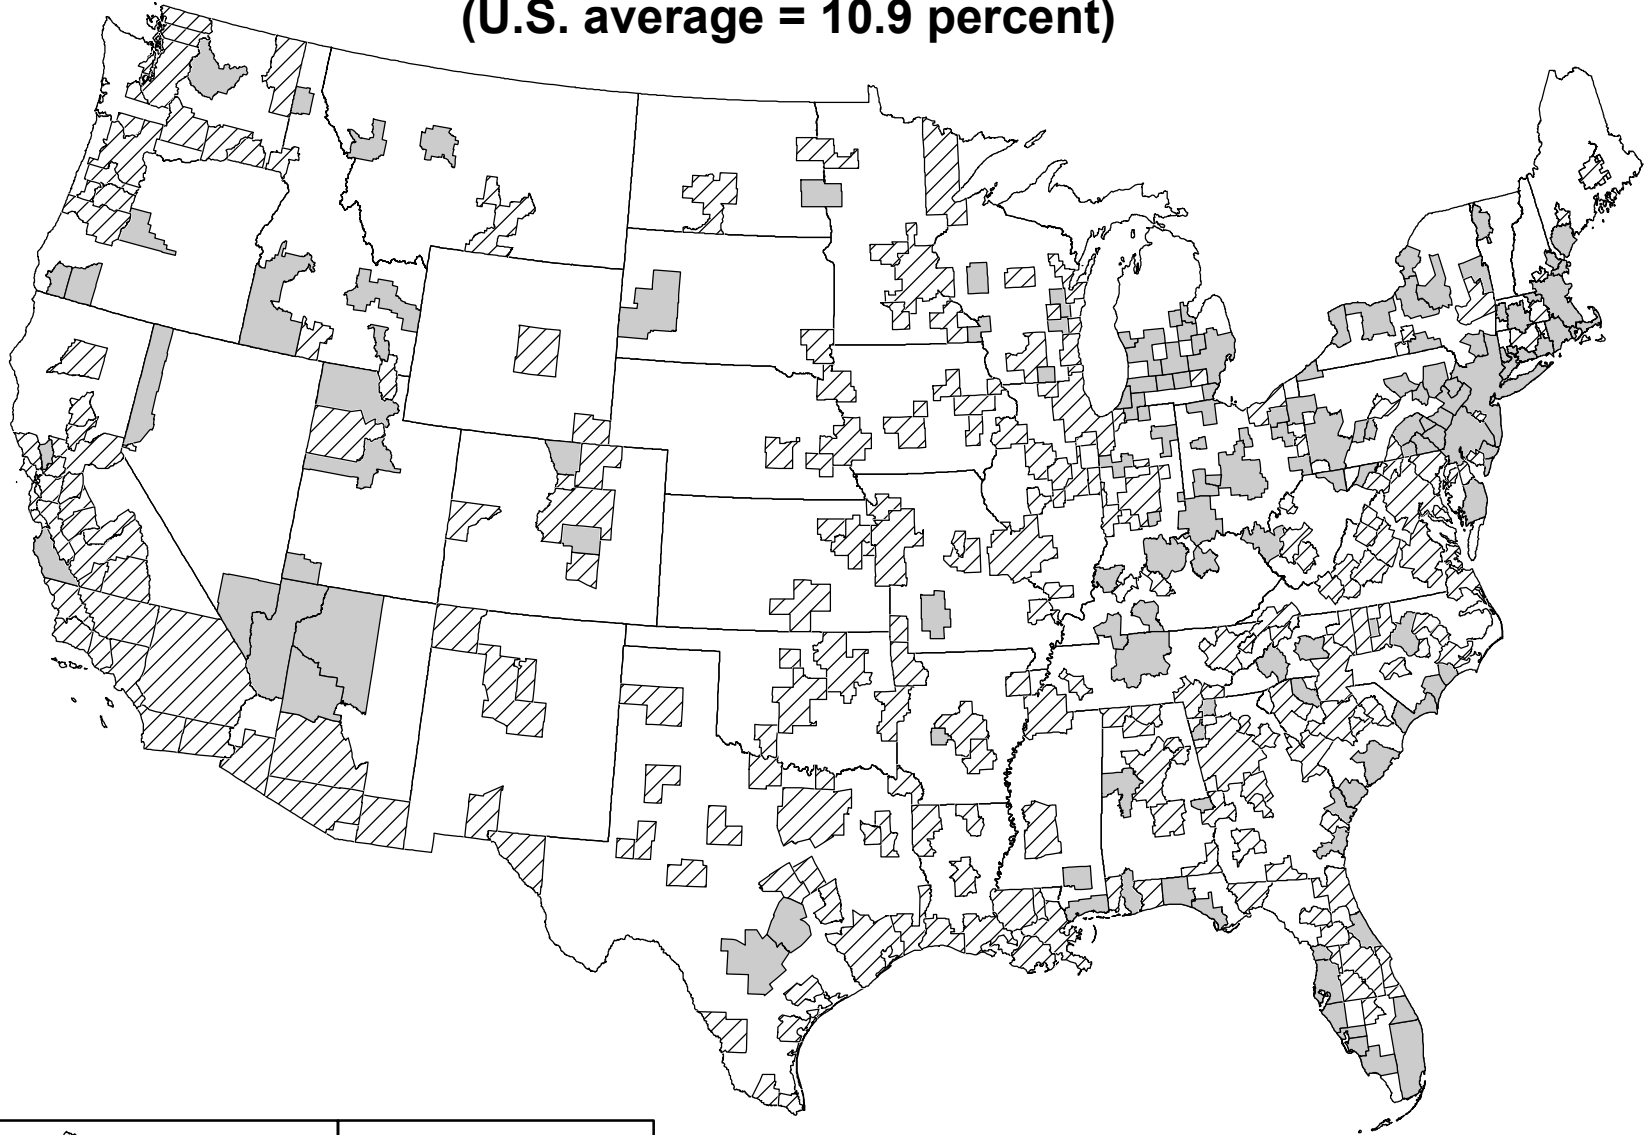 (U.S. average = 10.9 percent)